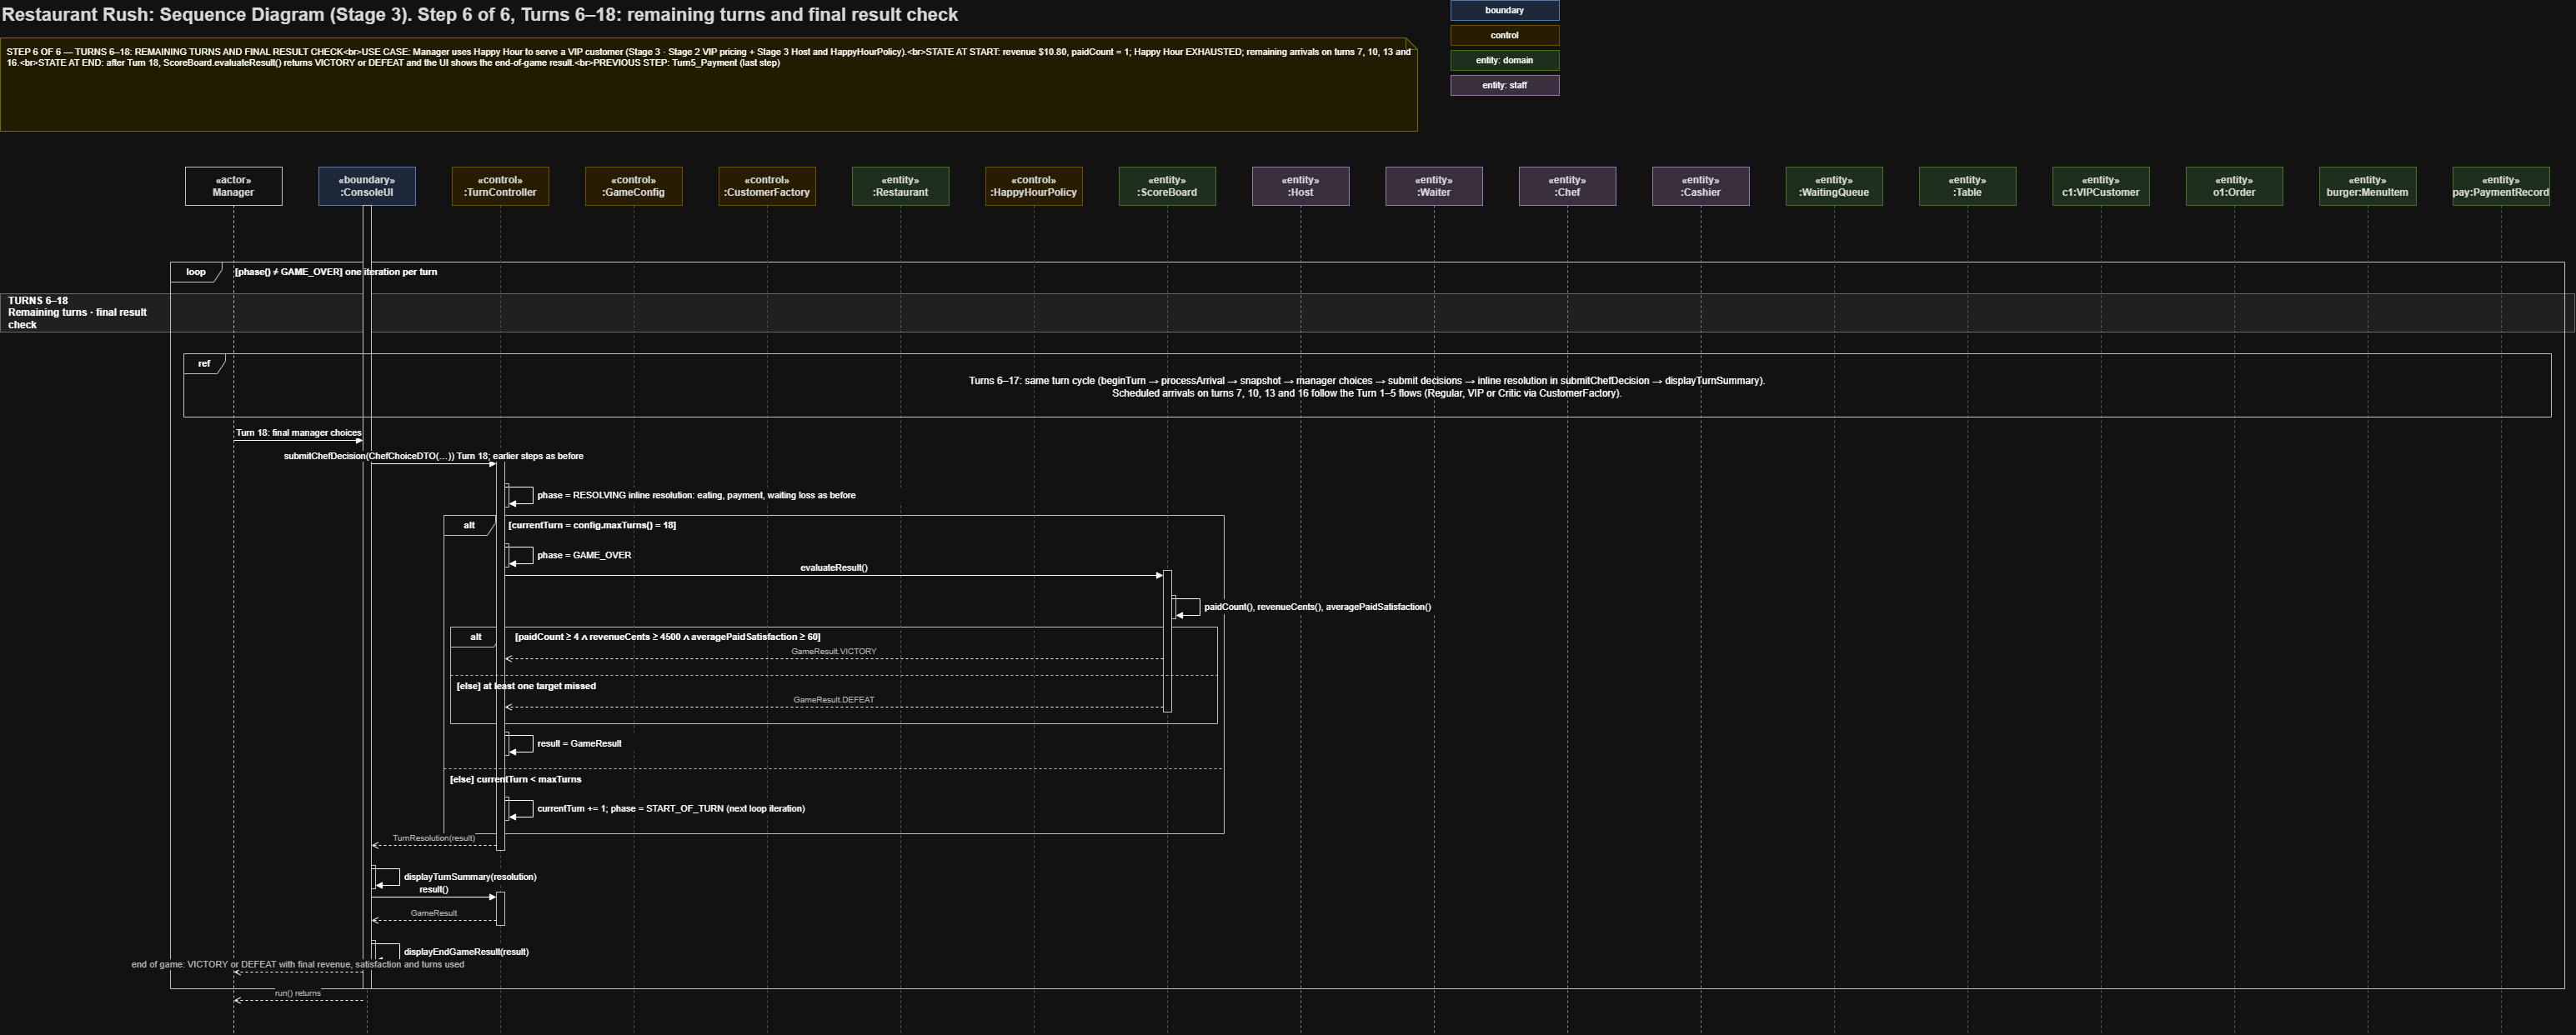 Restaurant Rush: Sequence Diagram (Stage 3). Step 6 of 6, Turns 6–18: remaining turns and final result check
boundary
control
entity: domain
entity: staff
STEP 6 OF 6 — TURNS 6–18: REMAINING TURNS AND FINAL RESULT CHECK<br>USE CASE: Manager uses Happy Hour to serve a VIP customer (Stage 3 · Stage 2 VIP pricing + Stage 3 Host and HappyHourPolicy).<br>STATE AT START: revenue $10.80, paidCount = 1; Happy Hour EXHAUSTED; remaining arrivals on turns 7, 10, 13 and
16.<br>STATE AT END: after Turn 18, ScoreBoard.evaluateResult() returns VICTORY or DEFEAT and the UI shows the end-of-game result.<br>PREVIOUS STEP: Turn5_Payment (last step)
«actor»
Manager
«boundary»
:ConsoleUI
«control»
:TurnController
«control»
:GameConfig
«control»
:CustomerFactory
«entity»
:Restaurant
«control»
:HappyHourPolicy
«entity»
:ScoreBoard
«entity»
:Host
«entity»
:Waiter
«entity»
:Chef
«entity»
:Cashier
«entity»
:WaitingQueue
«entity»
:Table
«entity»
c1:VIPCustomer
«entity»
o1:Order
«entity»
burger:MenuItem
«entity»
pay:PaymentRecord
loop
[phase() ≠ GAME_OVER] one iteration per turn
TURNS 6–18
Remaining turns · final result
check
ref
Turns 6–17: same turn cycle (beginTurn → processArrival → snapshot → manager choices → submit decisions → inline resolution in submitChefDecision → displayTurnSummary).
Scheduled arrivals on turns 7, 10, 13 and 16 follow the Turn 1–5 flows (Regular, VIP or Critic via CustomerFactory).
Turn 18: final manager choices
submitChefDecision(ChefChoiceDTO(…)) Turn 18; earlier steps as before
phase = RESOLVING inline resolution: eating, payment, waiting loss as before
alt
[currentTurn = config.maxTurns() = 18]
phase = GAME_OVER
evaluateResult()
paidCount(), revenueCents(), averagePaidSatisfaction()
alt
[paidCount ≥ 4 ∧ revenueCents ≥ 4500 ∧ averagePaidSatisfaction ≥ 60]
GameResult.VICTORY
[else] at least one target missed
GameResult.DEFEAT
result = GameResult
[else] currentTurn < maxTurns
currentTurn += 1; phase = START_OF_TURN (next loop iteration)
TurnResolution(result)
displayTurnSummary(resolution)
result()
GameResult
displayEndGameResult(result)
end of game: VICTORY or DEFEAT with final revenue, satisfaction and turns used
run() returns